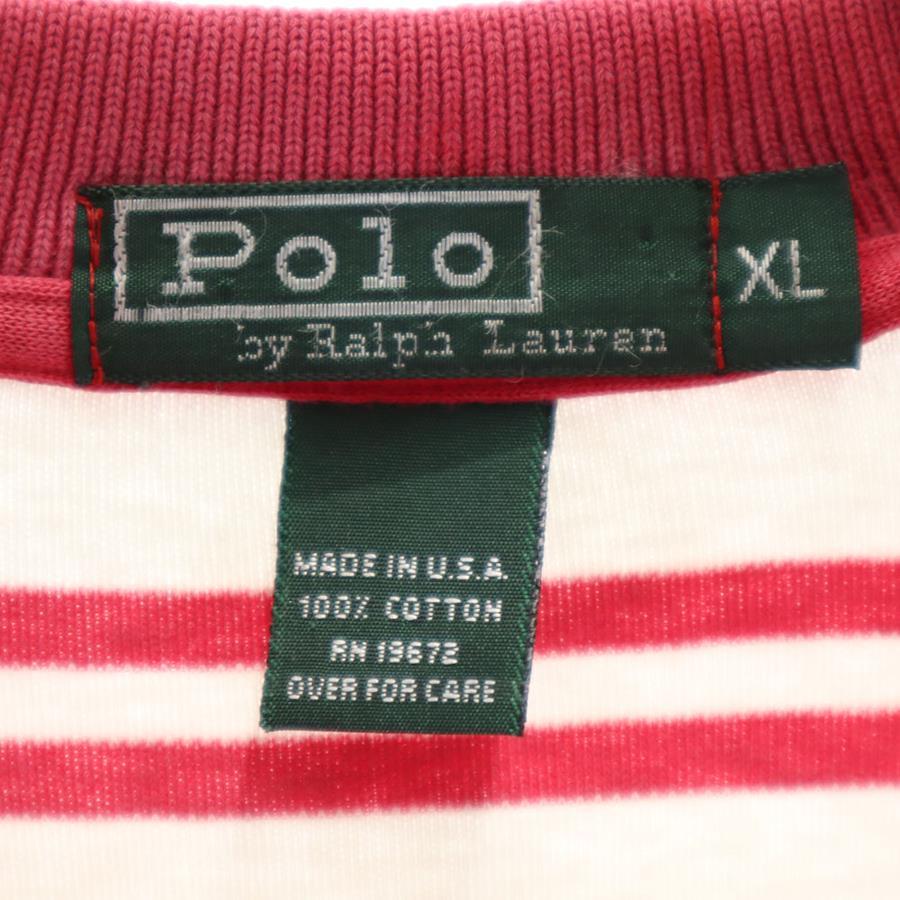 Polo
by Ralph Lauren
XL
MADE IN U.S.A.
100% COTTON
RN 19672
OVER FOR CARE